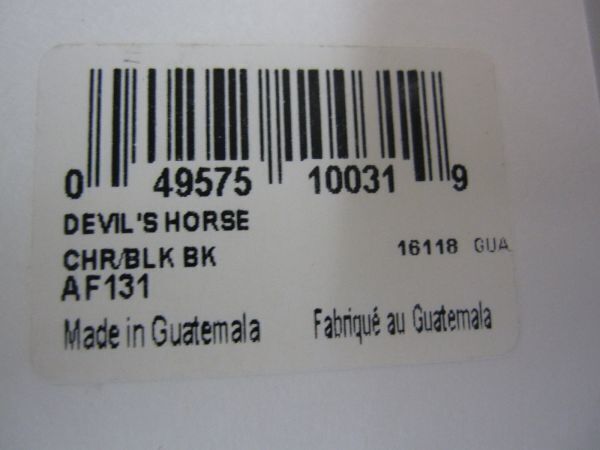 0 49575 10031 9
DEVIL'S HORSE
CHR/BLK BK 16118 GUA
AF131
Made in Guatemala Fabriqué au Guatemala